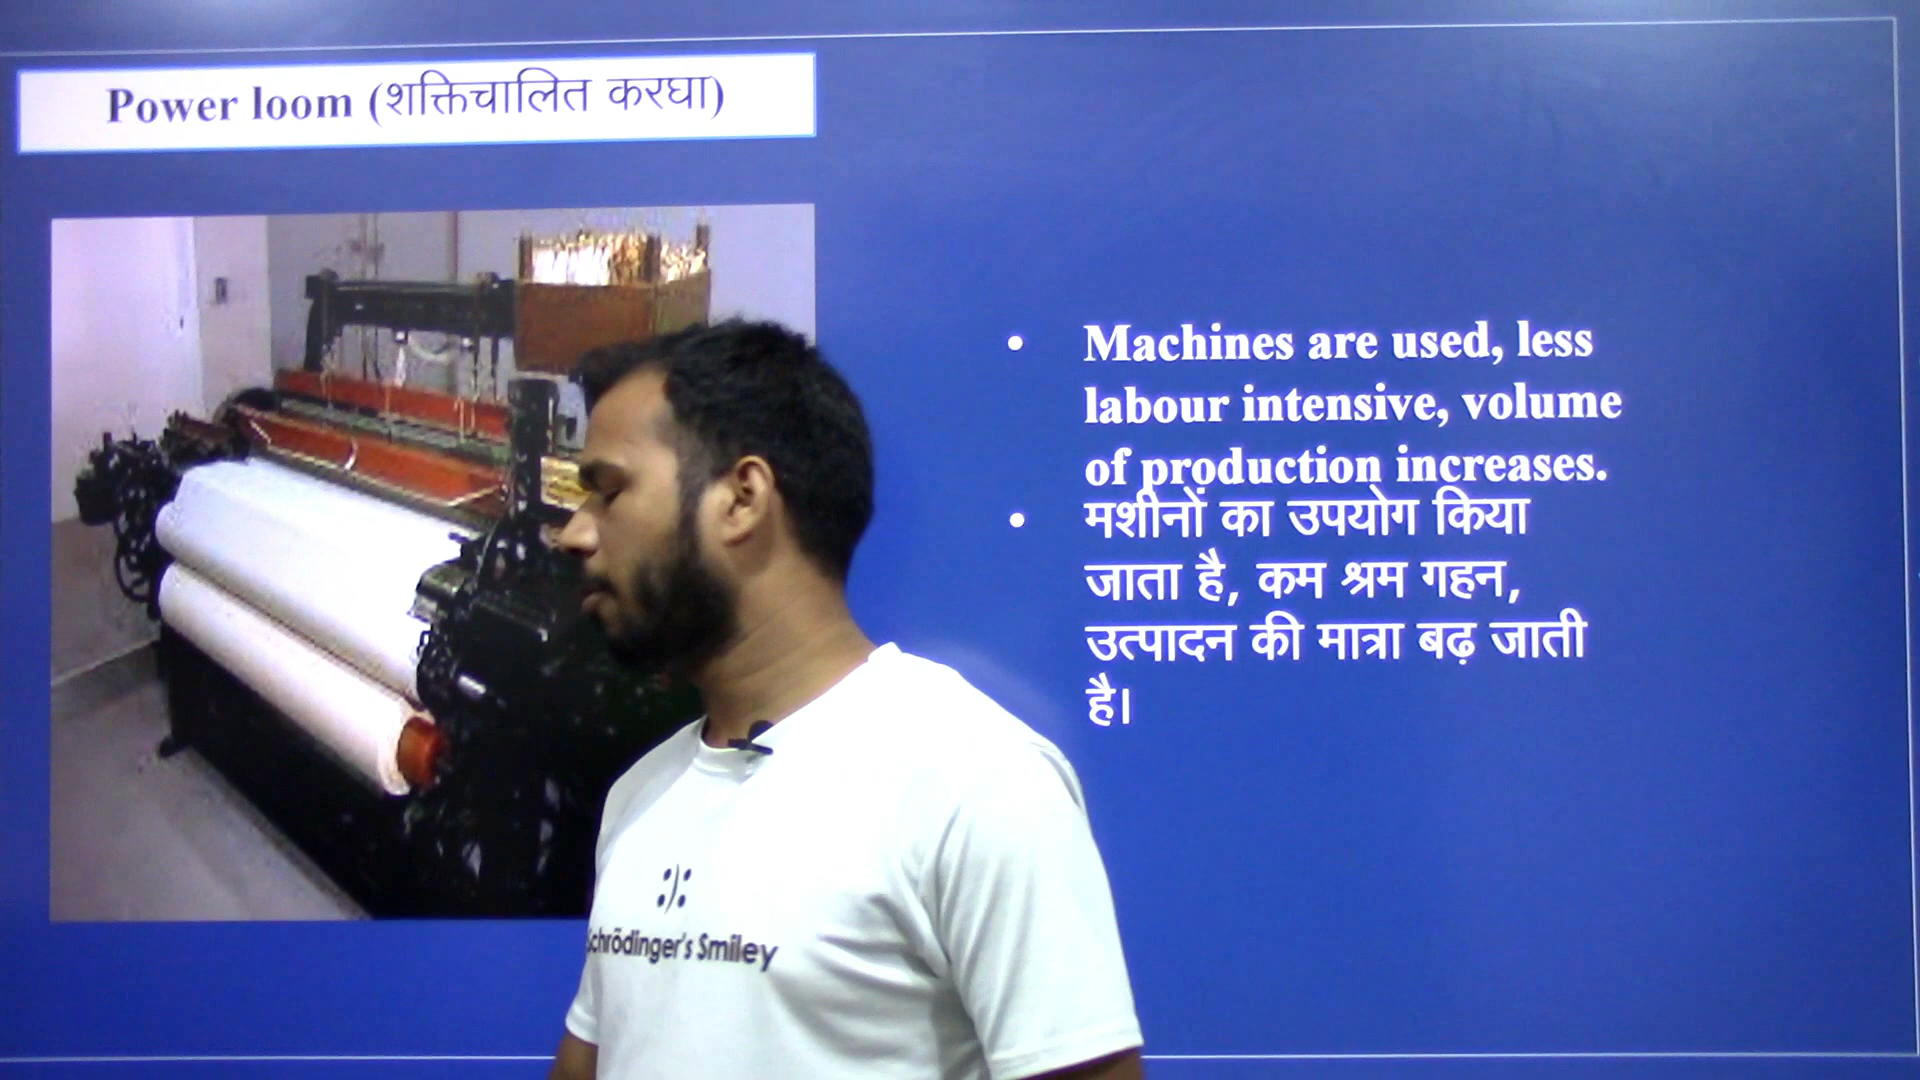 Power loom (शक्तिचालित करघा)
• Machines are used, less
labour intensive, volume
of production increases.
• मशीनों का उपयोग किया
जाता है, कम श्रम गहन,
उत्पादन की मात्रा बढ़ जाती
है।
:):
Schrödinger's Smiley